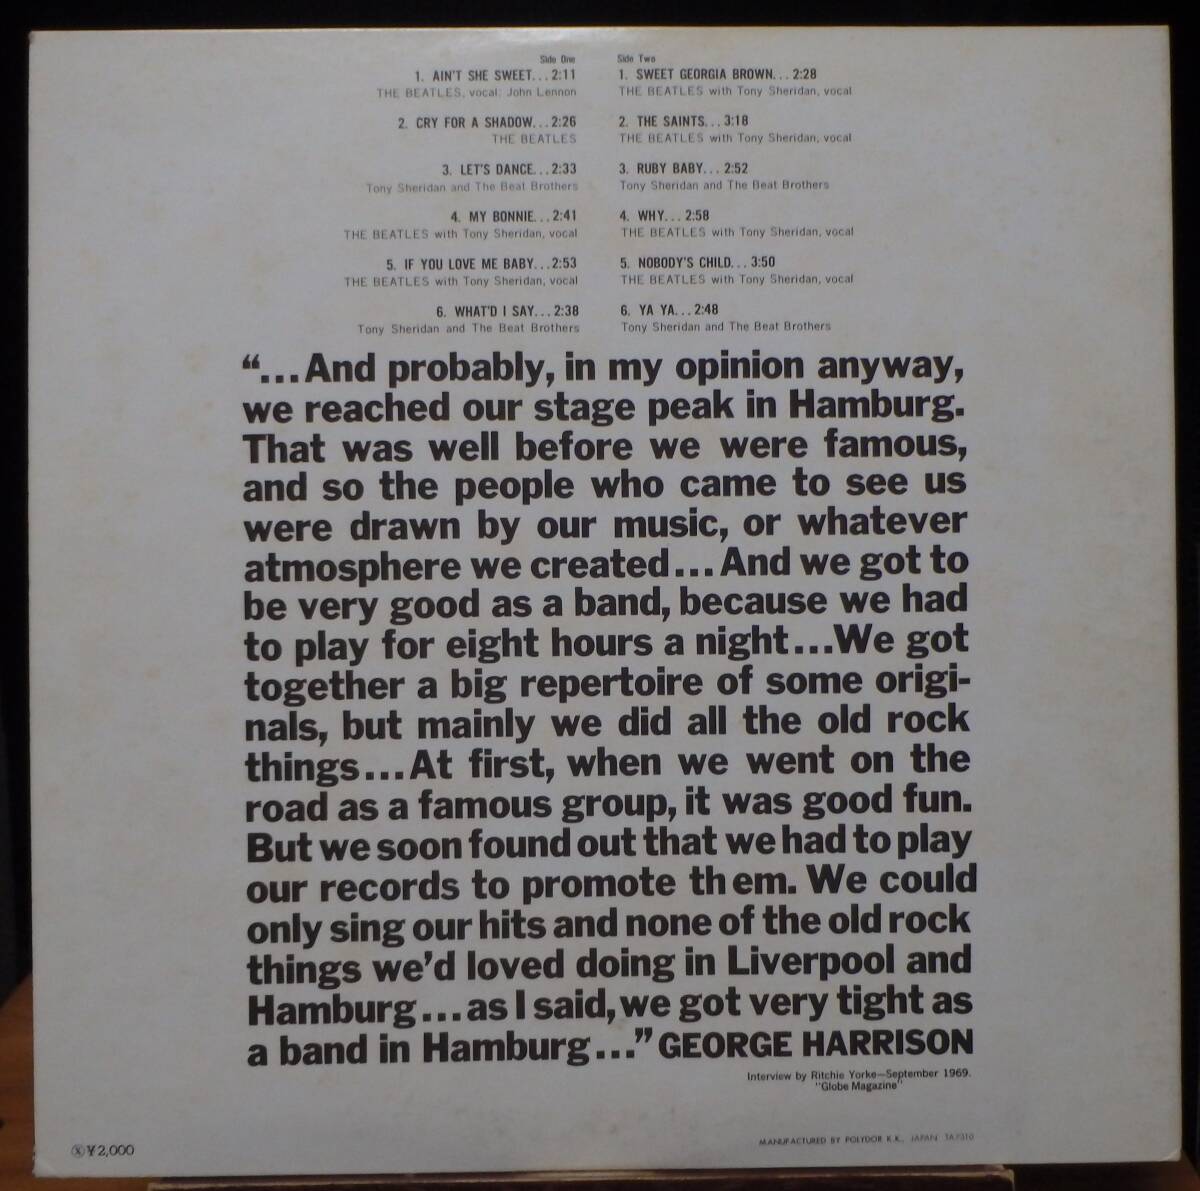 Side One
1. AIN'T SHE SWEET...2:11
THE BEATLES, vocal: John Lennon
2. CRY FOR A SHADOW...2:26
THE BEATLES
3. LET'S DANCE...2:33
Tony Sheridan and The Beat Brothers
4. MY BONNIE...2:41
THE BEATLES with Tony Sheridan, vocal
5. IF YOU LOVE ME BABY...2:53
THE BEATLES with Tony Sheridan, vocal
6. WHAT'D I SAY...2:38
Tony Sheridan and The Beat Brothers
Side Two
1. SWEET GEORGIA BROWN...2:28
THE BEATLES with Tony Sheridan, vocal
2. THE SAINTS...3:18
THE BEATLES with Tony Sheridan, vocal
3. RUBY BABY...2:52
Tony Sheridan and The Beat Brothers
4. WHY...2:58
THE BEATLES with Tony Sheridan, vocal
5. NOBODY'S CHILD...3:50
THE BEATLES with Tony Sheridan, vocal
6. YA YA...2:48
Tony Sheridan and The Beat Brothers
“...And probably, in my opinion anyway,
we reached our stage peak in Hamburg.
That was well before we were famous,
and so the people who came to see us
were drawn by our music, or whatever
atmosphere we created...And we got to
be very good as a band, because we had
to play for eight hours a night...We got
together a big repertoire of some origi-
nals, but mainly we did all the old rock
things...At first, when we went on the
road as a famous group, it was good fun.
But we soon found out that we had to play
our records to promote them. We could
only sing our hits and none of the old rock
things we'd loved doing in Liverpool and
Hamburg...as I said, we got very tight as
a band in Hamburg...” GEORGE HARRISON
Interview by Ritchie Yorke—September 1969.
"Globe Magazine"
Ⓧ¥2,000
MANUFACTURED BY POLYDOR K.K., JAPAN